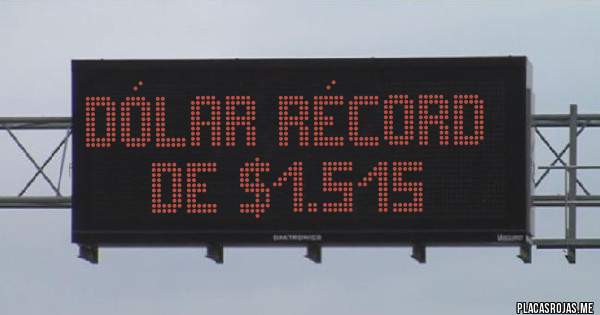 DÓLAR RÉCORD
DE $1.515
DAKTRONICS
PLACASROJAS.ME